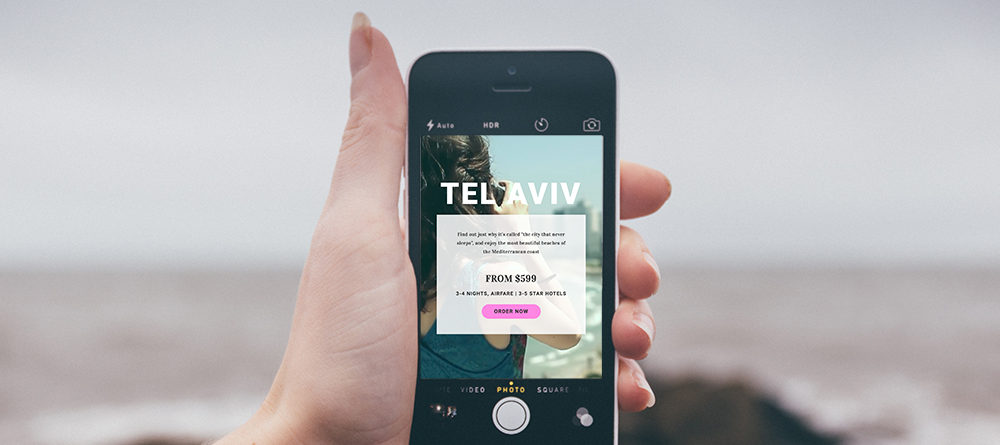 Auto HDR
TEL AVIV
Find out just why it's called "the city that never
sleeps", and enjoy the most beautiful beaches of
the Mediterranean coast
FROM $599
3-4 NIGHTS, AIRFARE | 3-5 STAR HOTELS
ORDER NOW
VIDEO PHOTO SQUARE